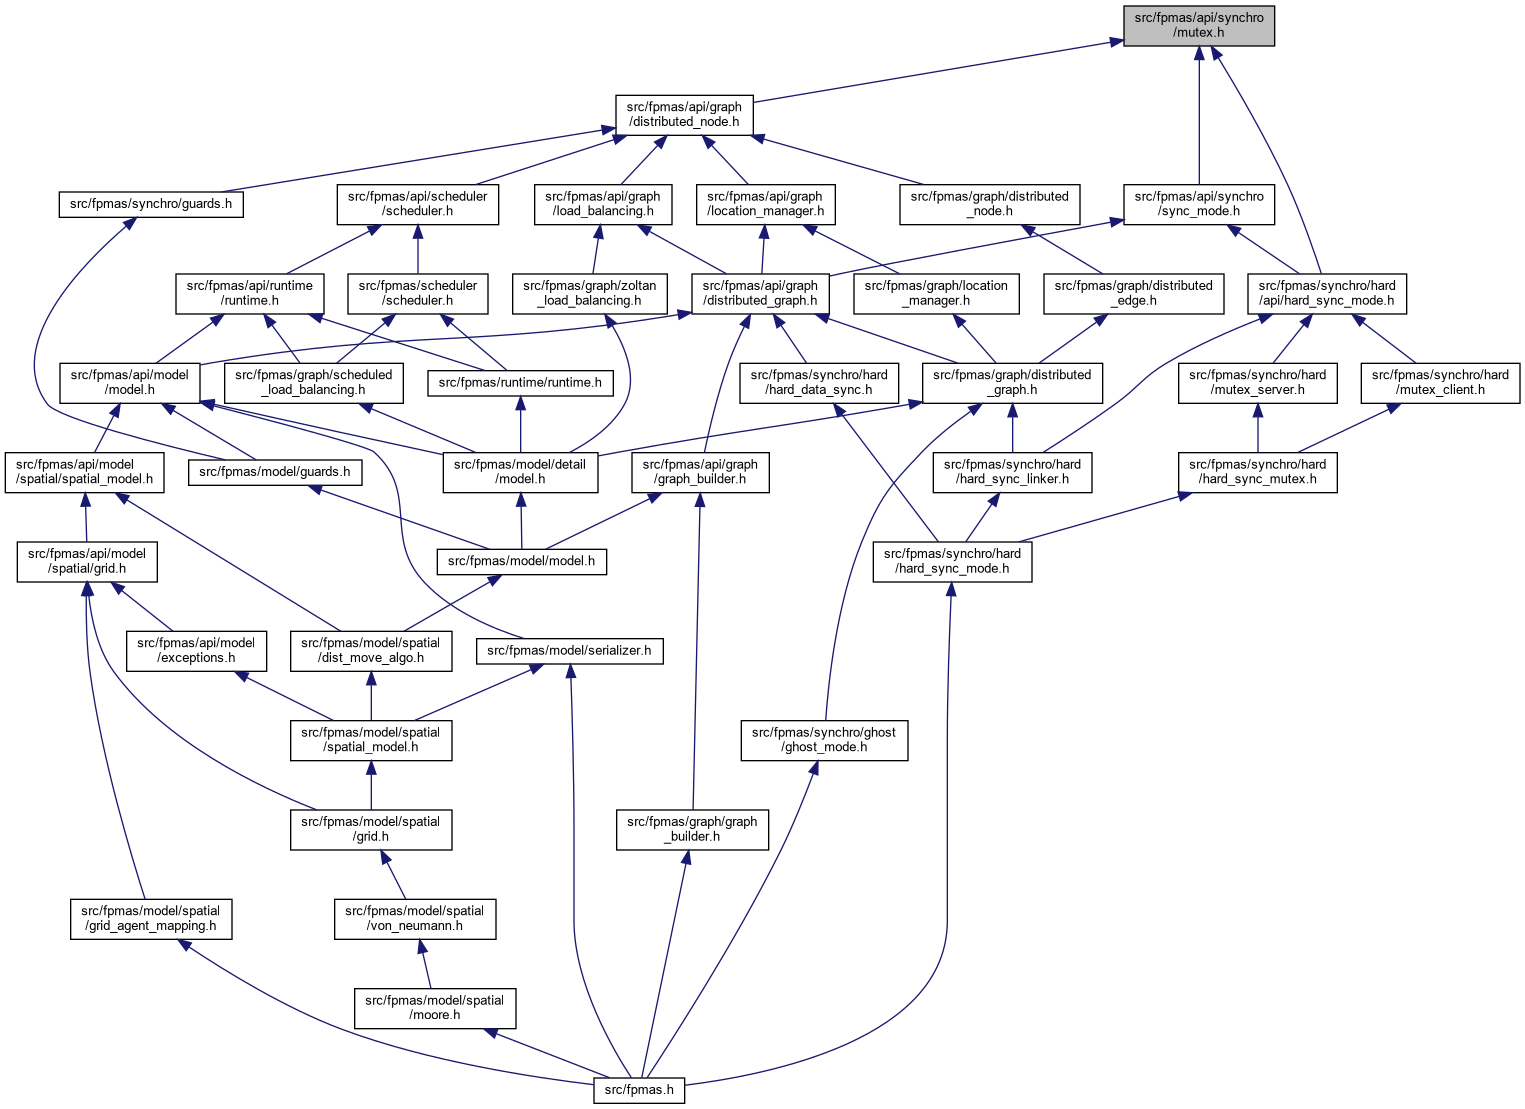 src/fpmas/api/synchro
/mutex.h
src/fpmas/api/graph
/distributed_node.h
src/fpmas/synchro/guards.h
src/fpmas/api/scheduler
/scheduler.h
src/fpmas/api/graph
/load_balancing.h
src/fpmas/api/graph
/location_manager.h
src/fpmas/graph/distributed
_node.h
src/fpmas/api/synchro
/sync_mode.h
src/fpmas/api/runtime
/runtime.h
src/fpmas/scheduler
/scheduler.h
src/fpmas/graph/zoltan
_load_balancing.h
src/fpmas/api/graph
/distributed_graph.h
src/fpmas/graph/location
_manager.h
src/fpmas/graph/distributed
_edge.h
src/fpmas/synchro/hard
/api/hard_sync_mode.h
src/fpmas/api/model
/model.h
src/fpmas/graph/scheduled
_load_balancing.h
src/fpmas/runtime/runtime.h
src/fpmas/synchro/hard
/hard_data_sync.h
src/fpmas/graph/distributed
_graph.h
src/fpmas/synchro/hard
/mutex_server.h
src/fpmas/synchro/hard
/mutex_client.h
src/fpmas/api/model
/spatial/spatial_model.h
src/fpmas/model/guards.h
src/fpmas/model/detail
/model.h
src/fpmas/api/graph
/graph_builder.h
src/fpmas/synchro/hard
/hard_sync_linker.h
src/fpmas/synchro/hard
/hard_sync_mutex.h
src/fpmas/api/model
/spatial/grid.h
src/fpmas/model/model.h
src/fpmas/synchro/hard
/hard_sync_mode.h
src/fpmas/api/model
/exceptions.h
src/fpmas/model/spatial
/dist_move_algo.h
src/fpmas/model/serializer.h
src/fpmas/model/spatial
/spatial_model.h
src/fpmas/synchro/ghost
/ghost_mode.h
src/fpmas/model/spatial
/grid.h
src/fpmas/graph/graph
_builder.h
src/fpmas/model/spatial
/grid_agent_mapping.h
src/fpmas/model/spatial
/von_neumann.h
src/fpmas/model/spatial
/moore.h
src/fpmas.h